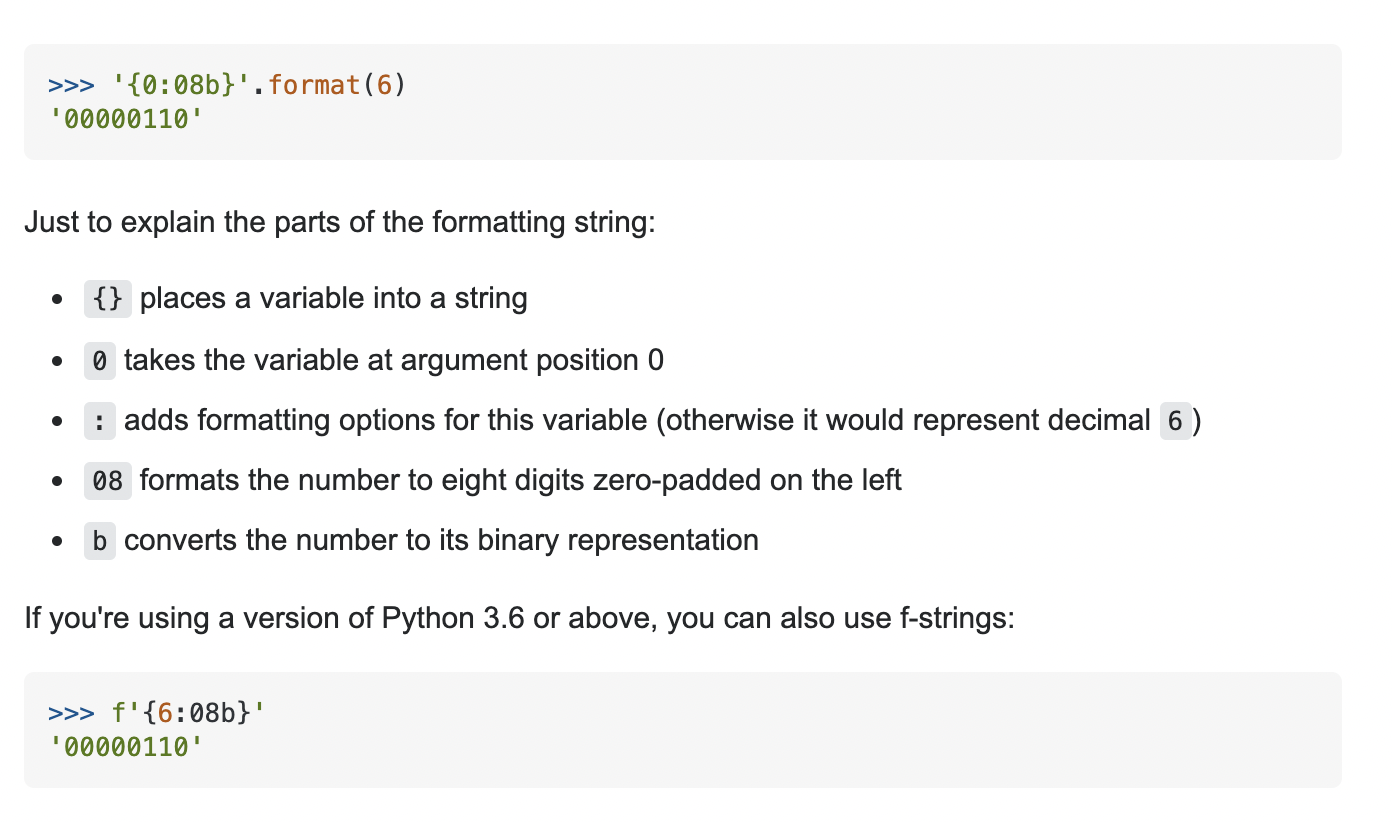 >>> '{0:08b}'.format(6)
'00000110'
Just to explain the parts of the formatting string:
• {} places a variable into a string
• 0 takes the variable at argument position 0
• : adds formatting options for this variable (otherwise it would represent decimal 6)
• 08 formats the number to eight digits zero-padded on the left
• b converts the number to its binary representation
If you're using a version of Python 3.6 or above, you can also use f-strings:
>>> f'{6:08b}'
'00000110'